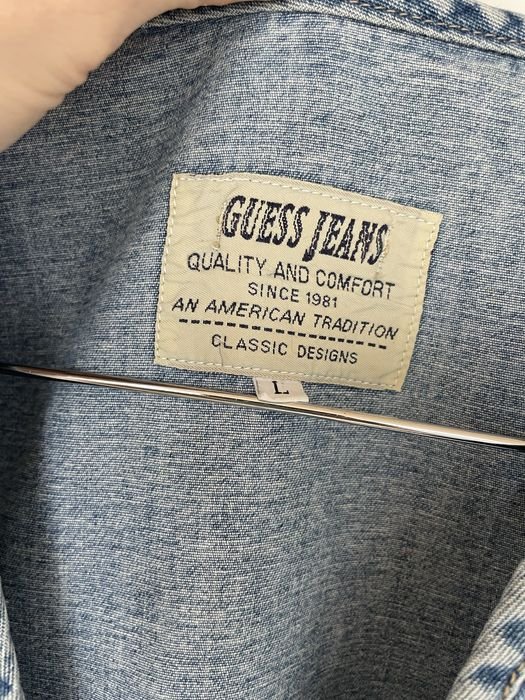 GUESS JEANS
QUALITY AND COMFORT
SINCE 1981
AN AMERICAN TRADITION
CLASSIC DESIGNS
L